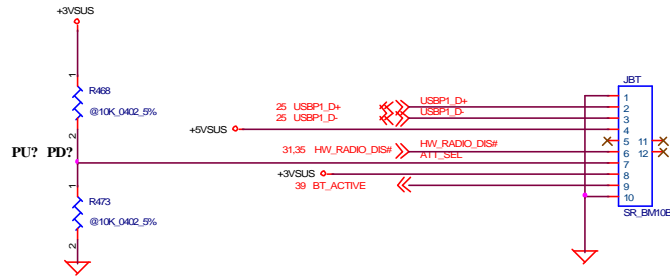 +3VSUS
1
R468
@10K_0402_5%
2
PU? PD?
1
R473
@10K_0402_5%
2
JBT
25 USBP1_D+
USBP1_D+
25 USBP1_D-
USBP1_D-
+5VSUS
31,35 HW_RADIO_DIS#
HW_RADIO_DIS#
ATT_SEL
+3VSUS
39 BT_ACTIVE
1
2
3
4
5 11
6 12
7
8
9
10
SR_BM10B